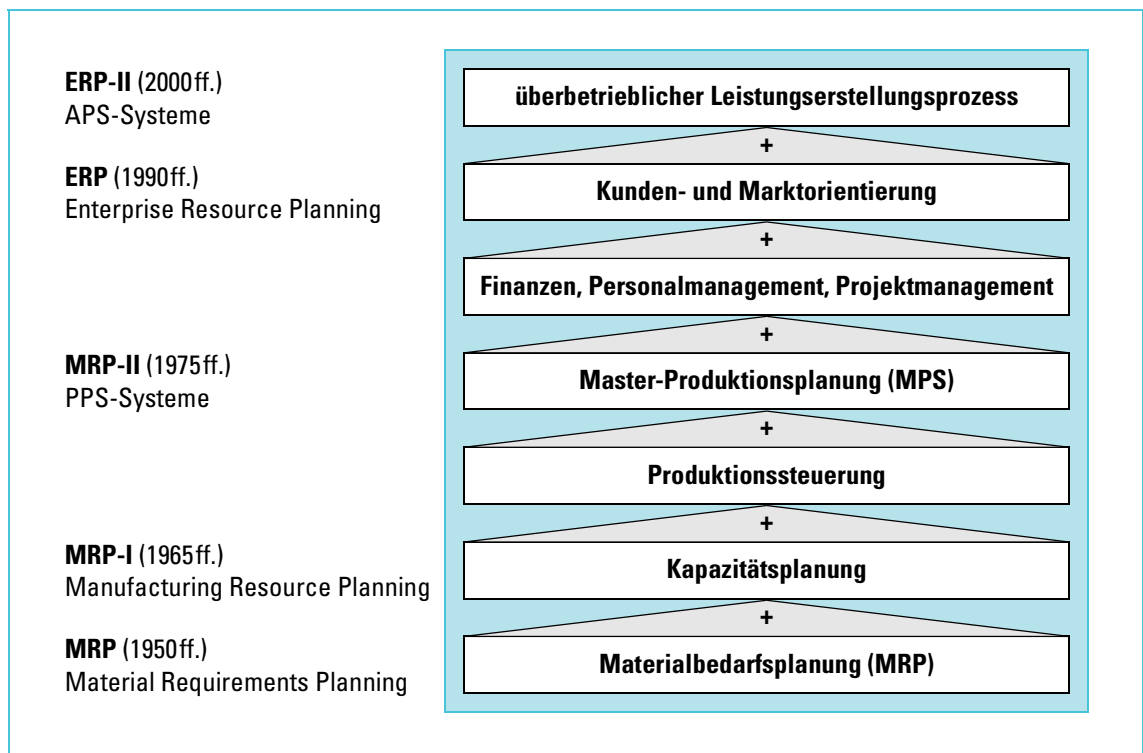 ERP-II (2000ff.)
APS-Systeme
überbetrieblicher Leistungserstellungsprozess
+
ERP (1990ff.)
Enterprise Resource Planning
Kunden- und Marktorientierung
+
Finanzen, Personalmanagement, Projektmanagement
+
MRP-II (1975ff.)
PPS-Systeme
Master-Produktionsplanung (MPS)
+
Produktionssteuerung
+
MRP-I (1965ff.)
Manufacturing Resource Planning
Kapazitätsplanung
+
MRP (1950ff.)
Material Requirements Planning
Materialbedarfsplanung (MRP)